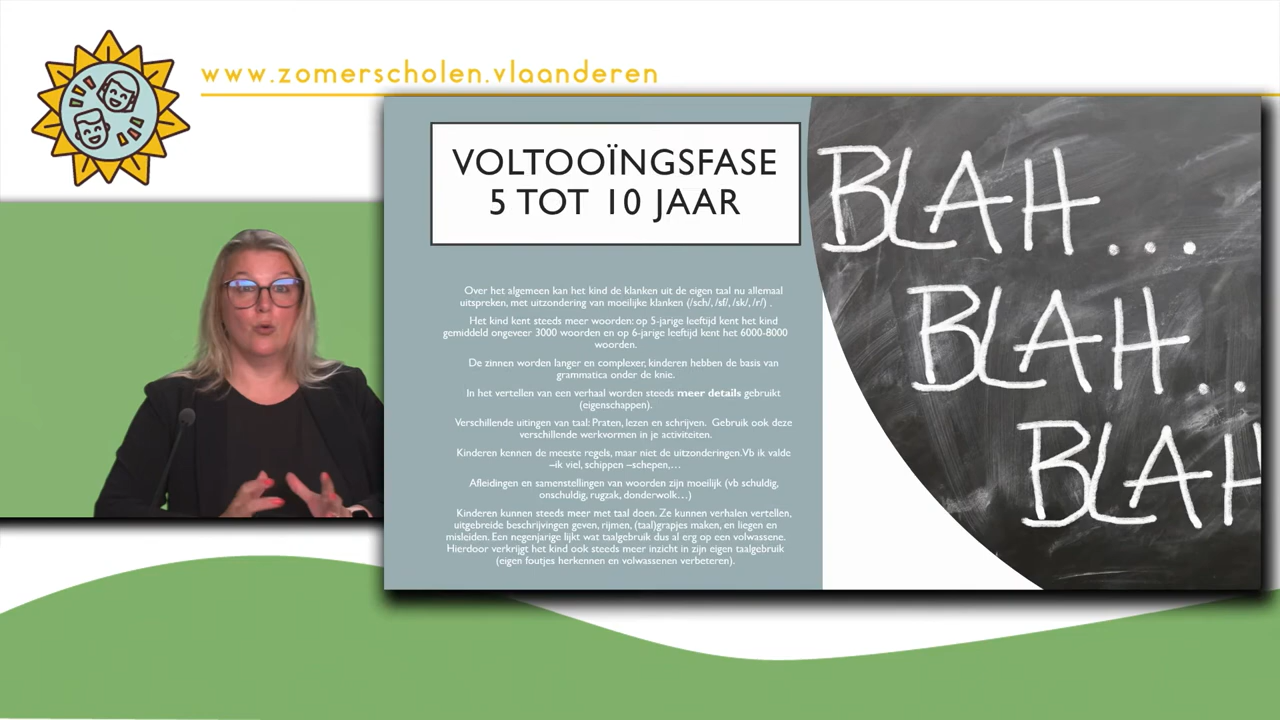 www.zomerscholen.vlaanderen
VOLTOOÏNGSFASE
5 TOT 10 JAAR
Over het algemeen kan het kind de klanken uit de eigen taal nu allemaal
uitspreken, met uitzondering van moeilijke klanken (/sch/, /sf/, /sk/, /r/) .
Het kind kent steeds meer woorden: op 5-jarige leeftijd kent het kind
gemiddeld ongeveer 3000 woorden en op 6-jarige leeftijd kent het 6000-8000
woorden.
De zinnen worden langer en complexer, kinderen hebben de basis van
grammatica onder de knie.
In het vertellen van een verhaal worden steeds meer details gebruikt
(eigenschappen).
Verschillende uitingen van taal: Praten, lezen en schrijven. Gebruik ook deze
verschillende werkvormen in je activiteiten.
Kinderen kennen de meeste regels, maar niet de uitzonderingen. Vb ik valde
–ik viel, schippen –schepen,…
Afleidingen en samenstellingen van woorden zijn moeilijk (vb schuldig,
onschuldig, rugzak, donderwolk…)
Kinderen kunnen steeds meer met taal doen. Ze kunnen verhalen vertellen,
uitgebreide beschrijvingen geven, rijmen, (taal)grapjes maken, en liegen en
misleiden. Een negenjarige lijkt wat taalgebruik dus al erg op een volwassene.
Hierdoor verkrijgt het kind ook steeds meer inzicht in zijn eigen taalgebruik
(eigen foutjes herkennen en volwassenen verbeteren).
BLAH...
BLAH..
BLAH